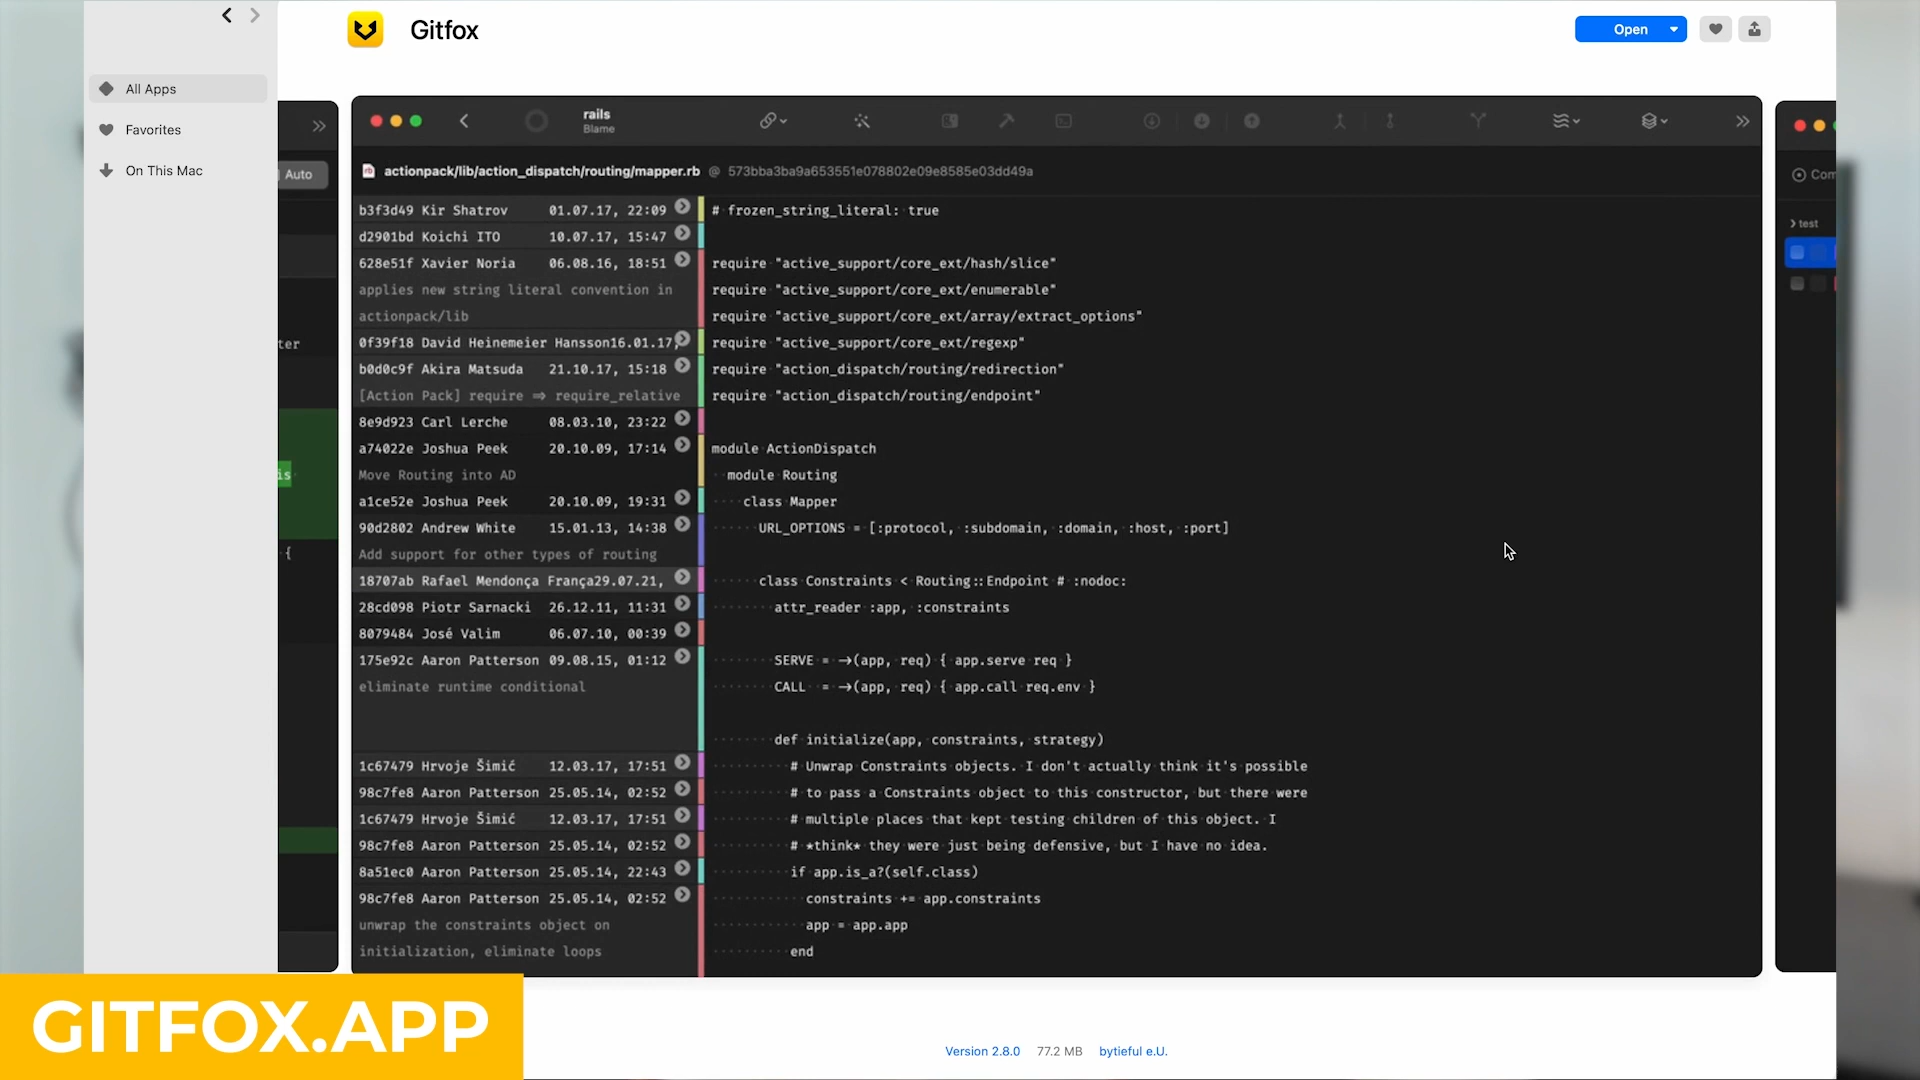 Gitfox
Open
All Apps
Favorites
On This Mac
Auto
ter
is
{
rails
Blame
actionpack/lib/action_dispatch/routing/mapper.rb @ 573bba3ba9a653551e078802e09e8585e03dd49a
b3f3d49 Kir Shatrov 01.07.17, 22:09 # frozen_string_literal: true
d2901bd Koichi ITO 10.07.17, 15:47
628e51f Xavier Noria 06.08.16, 18:51 require "active_support/core_ext/hash/slice"
applies new string literal convention in require "active_support/core_ext/enumerable"
actionpack/lib require "active_support/core_ext/array/extract_options"
0f39f18 David Heinemeier Hansson16.01.17, require "active_support/core_ext/regexp"
b0d0c9f Akira Matsuda 21.10.17, 15:18 require "action_dispatch/routing/redirection"
[Action Pack] require => require_relative require "action_dispatch/routing/endpoint"
8e9d923 Carl Lerche 08.03.10, 23:22
a74022e Joshua Peek 20.10.09, 17:14 module ActionDispatch
Move Routing into AD module Routing
a1ce52e Joshua Peek 20.10.09, 19:31 class Mapper
90d2802 Andrew White 15.01.13, 14:38 URL_OPTIONS = [:protocol, :subdomain, :domain, :host, :port]
Add support for other types of routing
18707ab Rafael Mendonça França29.07.21, class Constraints < Routing::Endpoint # :nodoc:
28cd098 Piotr Sarnacki 26.12.11, 11:31 attr_reader :app, :constraints
8079484 José Valim 06.07.10, 00:39
175e92c Aaron Patterson 09.08.15, 01:12 SERVE = ->(app, req) { app.serve req }
eliminate runtime conditional CALL = ->(app, req) { app.call req.env }
def initialize(app, constraints, strategy)
1c67479 Hrvoje Šimić 12.03.17, 17:51 # Unwrap Constraints objects. I don't actually think it's possible
98c7fe8 Aaron Patterson 25.05.14, 02:52 # to pass a Constraints object to this constructor, but there were
1c67479 Hrvoje Šimić 12.03.17, 17:51 # multiple places that kept testing children of this object. I
98c7fe8 Aaron Patterson 25.05.14, 02:52 # *think* they were just being defensive, but I have no idea.
8a51ec0 Aaron Patterson 25.05.14, 22:43 if app.is_a?(self.class)
98c7fe8 Aaron Patterson 25.05.14, 02:52 constraints += app.constraints
unwrap the constraints object on app = app.app
initialization, eliminate loops end
Com
test
GITFOX.APP
Version 2.8.0 77.2 MB bytieful e.U.